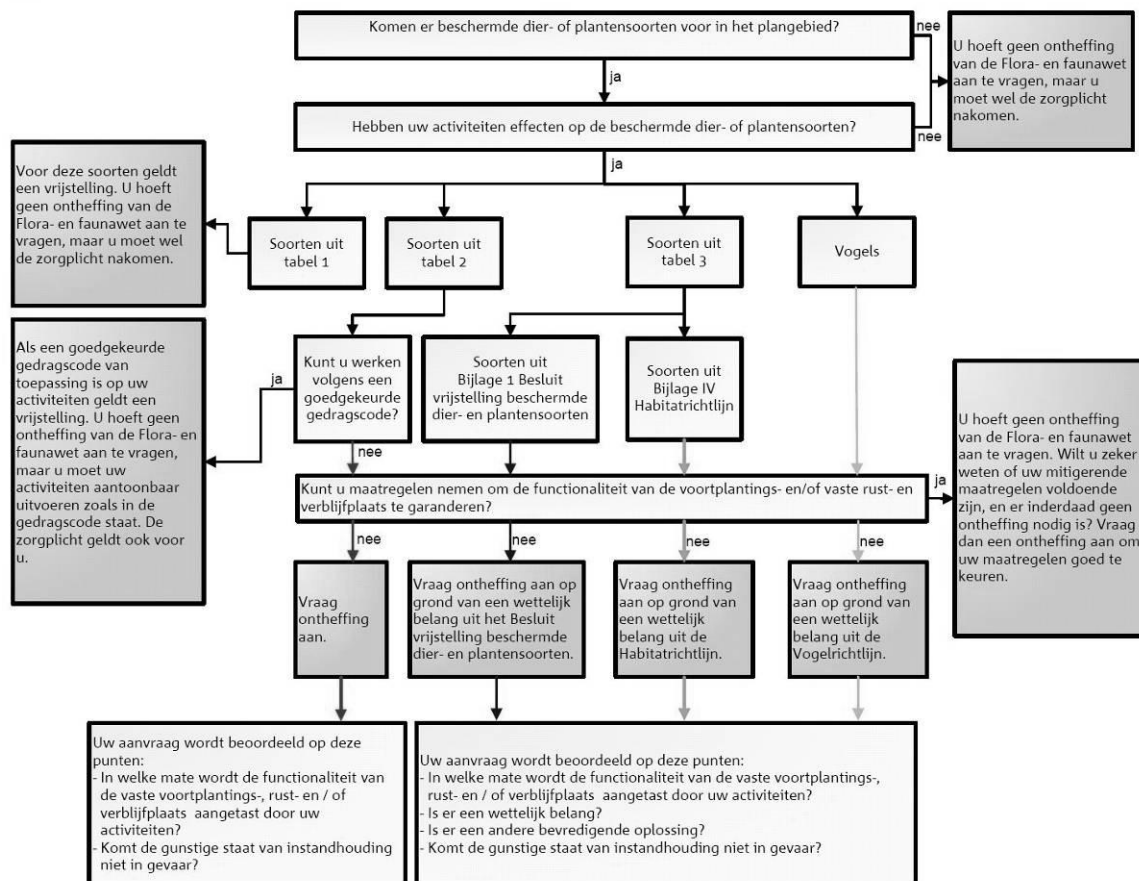 Komen er beschermde dier- of plantensoorten voor in het plangebied?
nee
U hoeft geen ontheffing
van de Flora- en faunawet
aan te vragen, maar u
moet wel de zorgplicht
nakomen.
ja
Hebben uw activiteiten effecten op de beschermde dier- of plantensoorten?
nee
ja
Voor deze soorten geldt
een vrijstelling. U hoeft
geen ontheffing van de
Flora- en faunawet aan te
vragen, maar u moet wel
de zorgplicht nakomen.
Soorten uit
tabel 1
Soorten uit
tabel 2
Soorten uit
tabel 3
Vogels
Als een goedgekeurde
gedragscode van
toepassing is op uw
activiteiten geldt een
vrijstelling. U hoeft geen
ontheffing van de Flora- en
faunawet aan te vragen,
maar u moet uw
activiteiten aantoonbaar
uitvoeren zoals in de
gedragscode staat. De
zorgplicht geldt ook voor
u.
ja
Kunt u werken
volgens een
goedgekeurde
gedragscode?
Soorten uit
Bijlage 1 Besluit
vrijstelling beschermde
dier- en plantensoorten
Soorten uit
Bijlage IV
Habitatrichtlijn
nee
Kunt u maatregelen nemen om de functionaliteit van de voortplantings- en/of vaste rust- en
verblijfplaats te garanderen?
ja
U hoeft geen ontheffing
van de Flora- en faunawet
aan te vragen. Wilt u zeker
weten of uw mitigerende
maatregelen voldoende
zijn, en er inderdaad geen
ontheffing nodig is? Vraag
dan een ontheffing aan om
uw maatregelen goed te
keuren.
nee
nee
nee
nee
Vraag
ontheffing
aan.
Vraag ontheffing aan op
grond van een wettelijk
belang uit het Besluit
vrijstelling beschermde
dier- en plantensoorten.
Vraag ontheffing
aan op grond van
een wettelijk
belang uit de
Habitatrichtlijn.
Vraag ontheffing
aan op grond van
een wettelijk
belang uit de
Vogelrichtlijn.
Uw aanvraag wordt beoordeeld op deze
punten:
- In welke mate wordt de functionaliteit van
de vaste voortplantings-, rust- en / of
verblijfplaats aangetast door uw
activiteiten?
- Komt de gunstige staat van instandhouding
niet in gevaar?
Uw aanvraag wordt beoordeeld op deze punten:
- In welke mate wordt de functionaliteit van de vaste voortplantings-,
rust- en / of verblijfplaats aangetast door uw activiteiten?
- Is er een wettelijk belang?
- Is er een andere bevredigende oplossing?
- Komt de gunstige staat van instandhouding niet in gevaar?